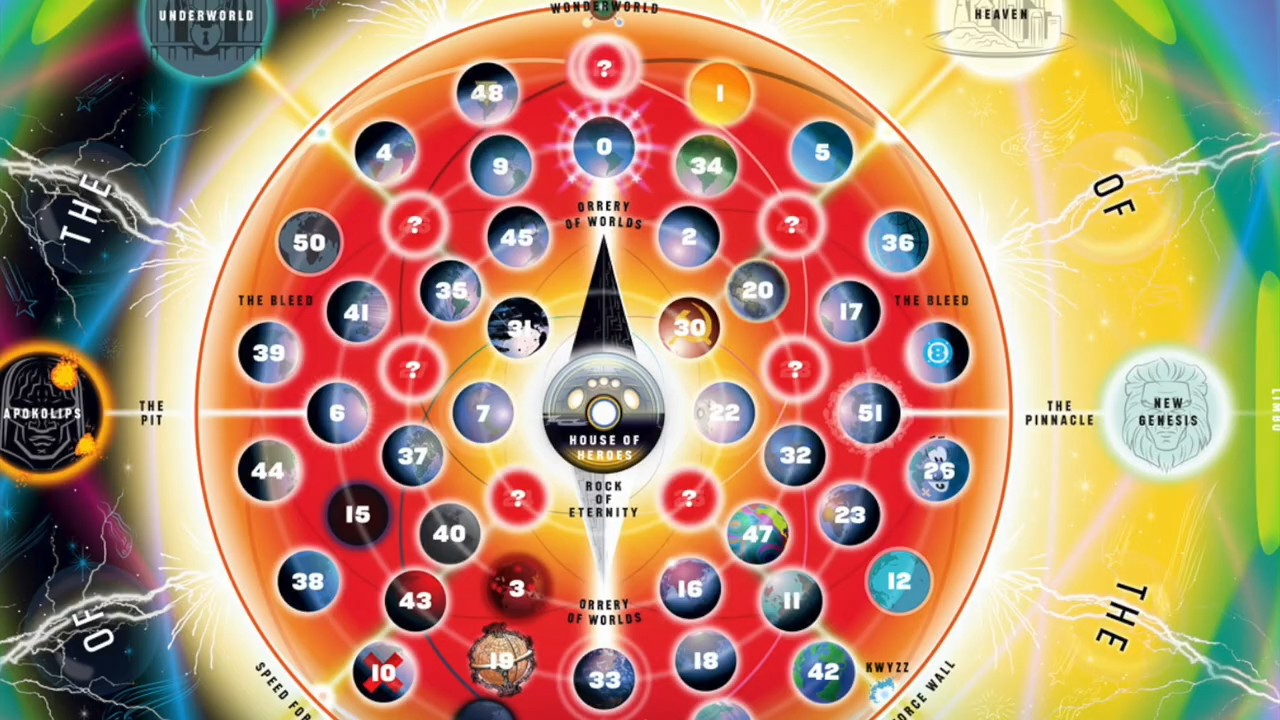 WONDERWORLD
UNDERWORLD
HEAVEN
?
48
1
0
4
9
34
5
ORRERY
OF WORLDS
THE
OF
?
?
50
45
2
36
35
20
THE BLEED
THE BLEED
41
17
31
30
39
8
?
?
APOKOLIPS
THE
PIT
6
7
HOUSE OF
HEROES
22
51
THE
PINNACLE
NEW
GENESIS
44
37
32
26
ROCK
OF
ETERNITY
?
?
15
23
40
47
38
3
16
12
43
11
ORRERY
OF WORLDS
OF
THE
10
19
33
18
42
KWYZZ
SPEED FOR
ORCE WALL